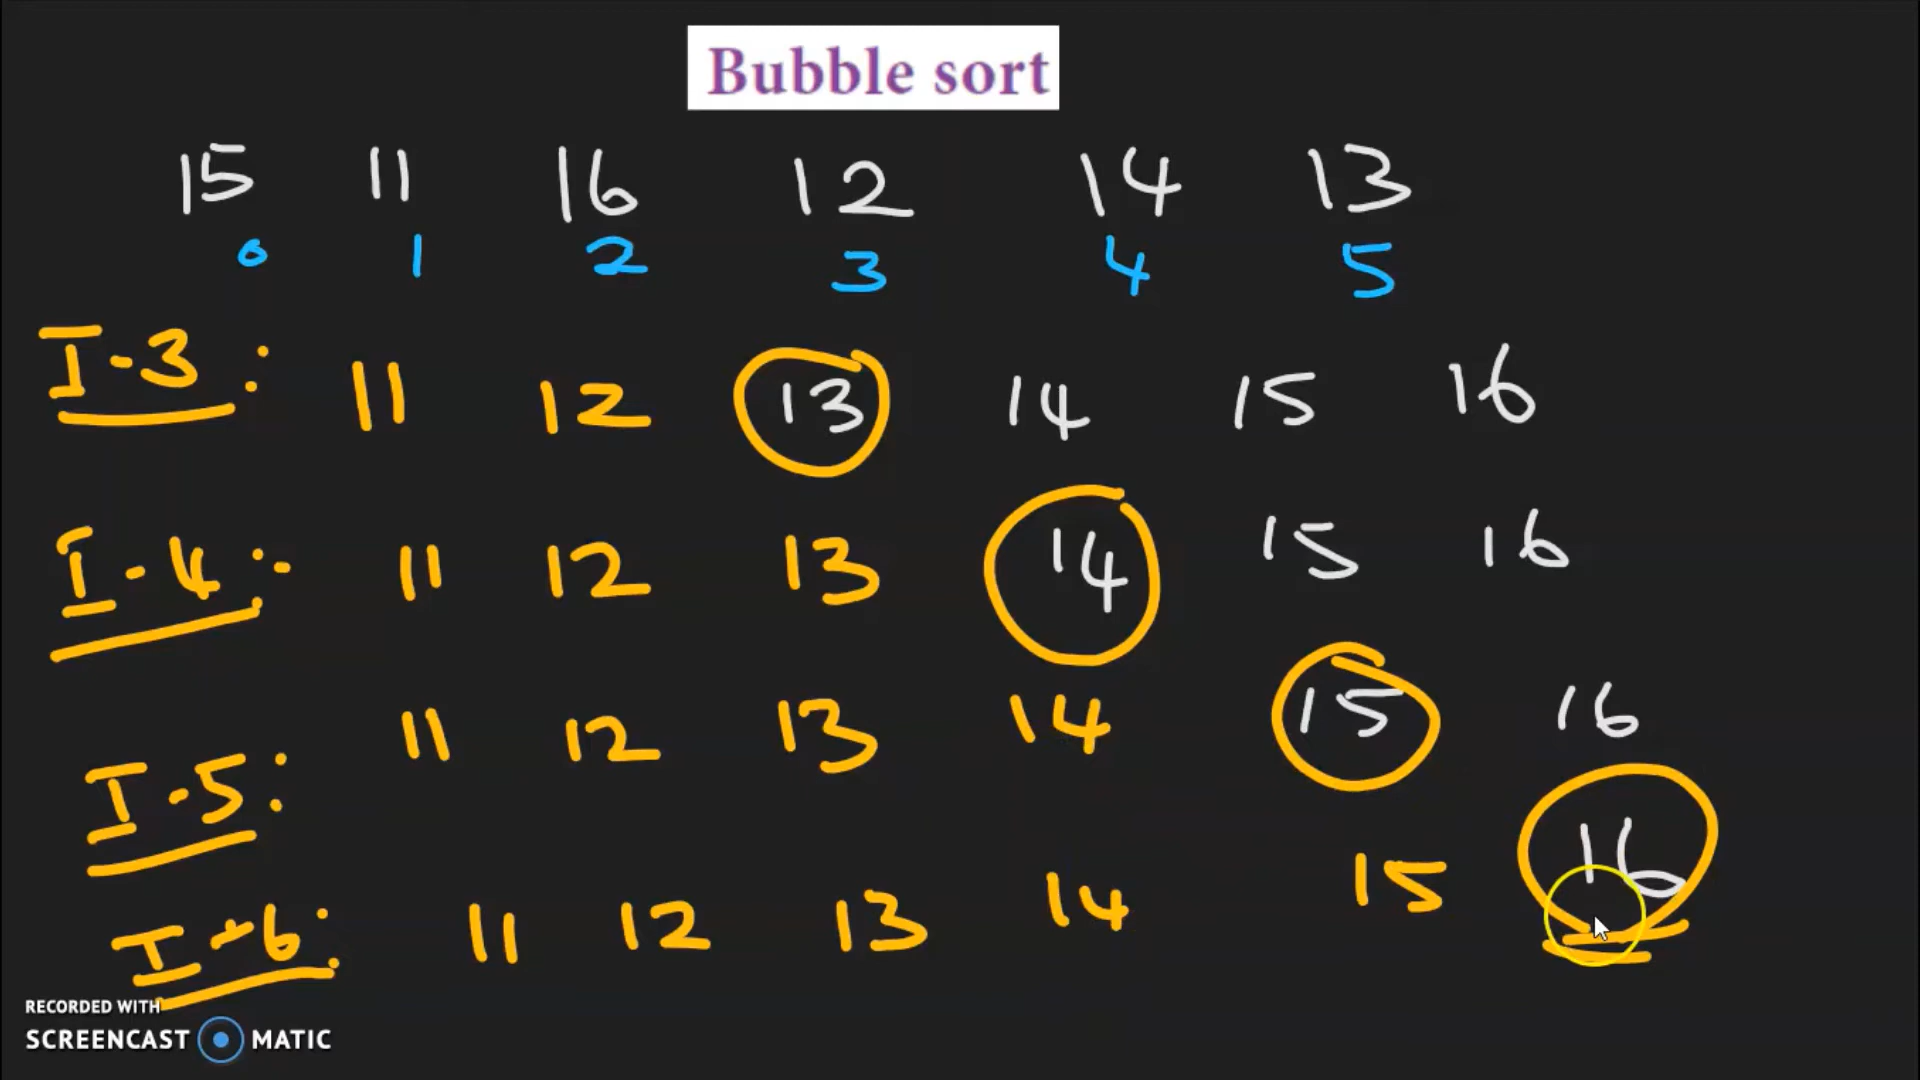 Bubble sort
15 11 16 12 14 13
0 1 2 3 4 5
I-3: 11 12 13 14 15 16
I-4:- 11 12 13 14 15 16
I-5: 11 12 13 14 15 16
I-6: 11 12 13 14 15 16
RECORDED WITH
SCREENCAST MATIC